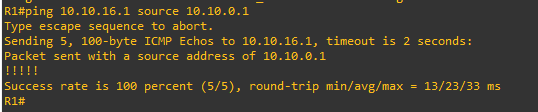 R1#ping 10.10.16.1 source 10.10.0.1
Type escape sequence to abort.
Sending 5, 100-byte ICMP Echos to 10.10.16.1, timeout is 2 seconds:
Packet sent with a source address of 10.10.0.1
!!!!!
Success rate is 100 percent (5/5), round-trip min/avg/max = 13/23/33 ms
R1#